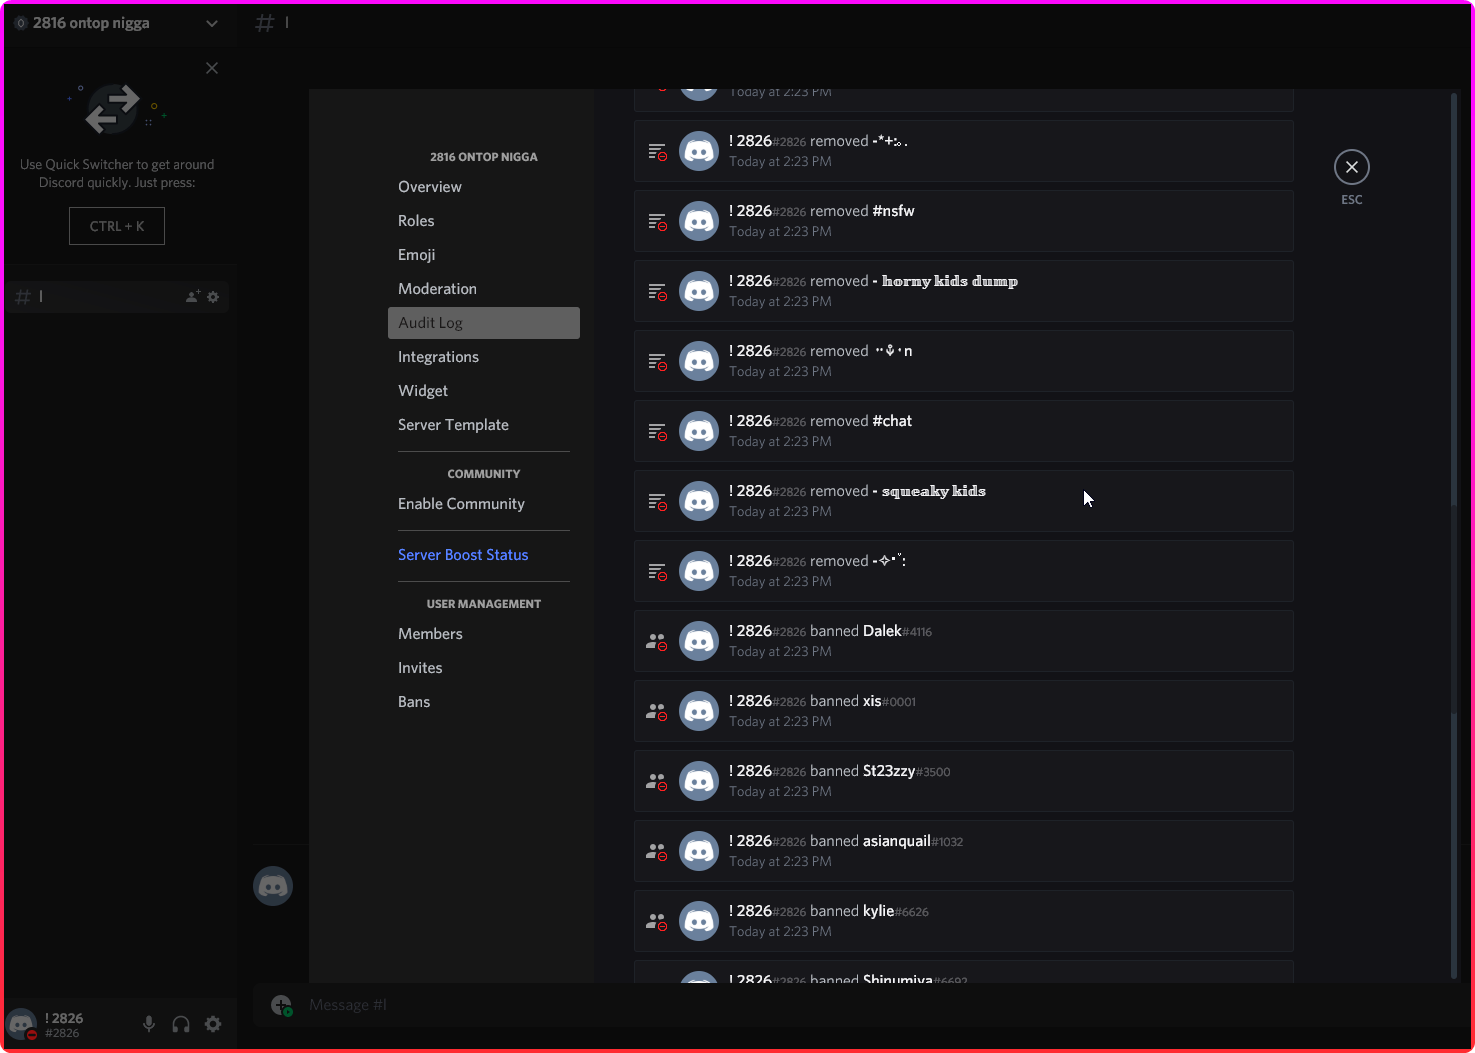 2816 ontop nigga
# l
Use Quick Switcher to get around
Discord quickly. Just press:
CTRL + K
# l
! 2826
#2826
2816 ONTOP NIGGA
Overview
Roles
Emoji
Moderation
Audit Log
Integrations
Widget
Server Template
COMMUNITY
Enable Community
Server Boost Status
USER MANAGEMENT
Members
Invites
Bans
Today at 2:23 PM
! 2826#2826 removed -*+:。.
Today at 2:23 PM
! 2826#2826 removed #nsfw
Today at 2:23 PM
! 2826#2826 removed - 𝕙𝕠𝕣𝕟𝕪 𝕜𝕚𝕕𝕤 𝕕𝕦𝕞𝕡
Today at 2:23 PM
! 2826#2826 removed
Today at 2:23 PM
! 2826#2826 removed #chat
Today at 2:23 PM
! 2826#2826 removed - 𝕤𝕢𝕦𝕖𝕒𝕜𝕪 𝕜𝕚𝕕𝕤
Today at 2:23 PM
! 2826#2826 removed
Today at 2:23 PM
! 2826#2826 banned Dalek#4116
Today at 2:23 PM
! 2826#2826 banned xis#0001
Today at 2:23 PM
! 2826#2826 banned St23zzy#3500
Today at 2:23 PM
! 2826#2826 banned asianquail#1032
Today at 2:23 PM
! 2826#2826 banned kylie#6626
Today at 2:23 PM
! 2826#2826 banned Shinumiya#6692
ESC
Message #l